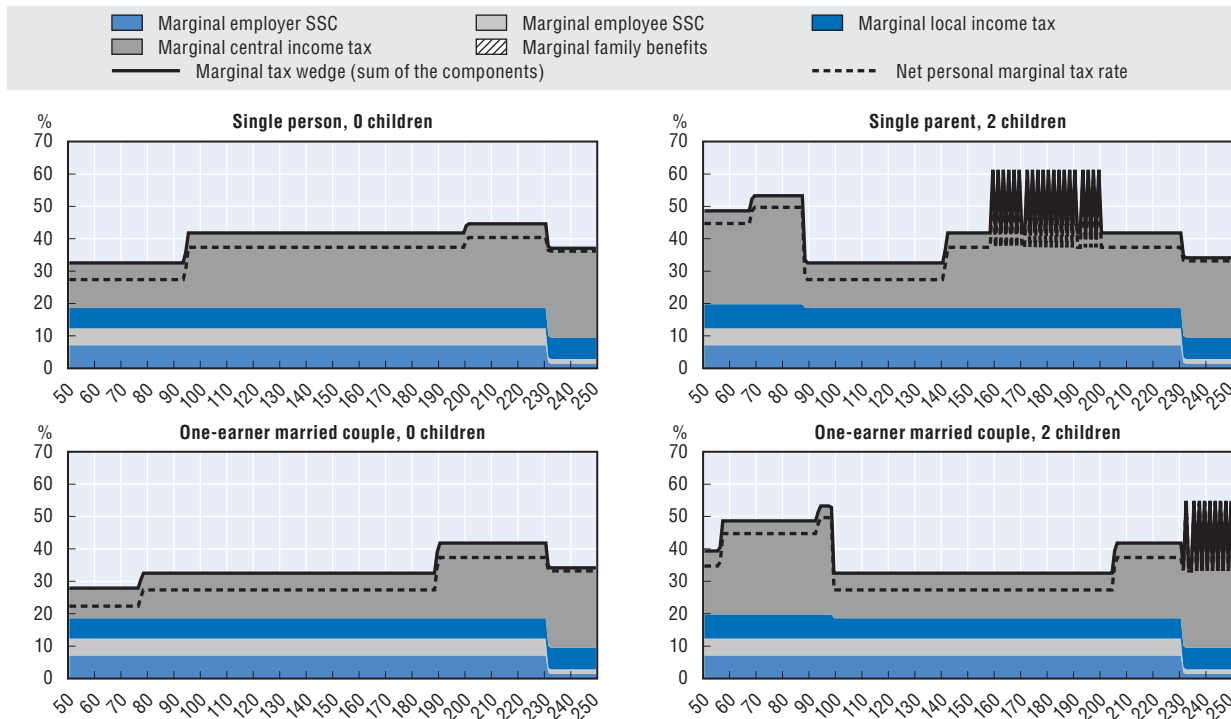 Marginal employer SSC Marginal employee SSC Marginal local income tax
Marginal central income tax Marginal family benefits
Marginal tax wedge (sum of the components) Net personal marginal tax rate
% Single person, 0 children
70
60
50
40
30
20
10
0
50 60 70 80 90 100 110 120 130 140 150 160 170 180 190 200 210 220 230 240 250
% Single parent, 2 children
70
60
50
40
30
20
10
0
50 60 70 80 90 100 110 120 130 140 150 160 170 180 190 200 210 220 230 240 250
% One-earner married couple, 0 children
70
60
50
40
30
20
10
0
50 60 70 80 90 100 110 120 130 140 150 160 170 180 190 200 210 220 230 240 250
% One-earner married couple, 2 children
70
60
50
40
30
20
10
0
50 60 70 80 90 100 110 120 130 140 150 160 170 180 190 200 210 220 230 240 250